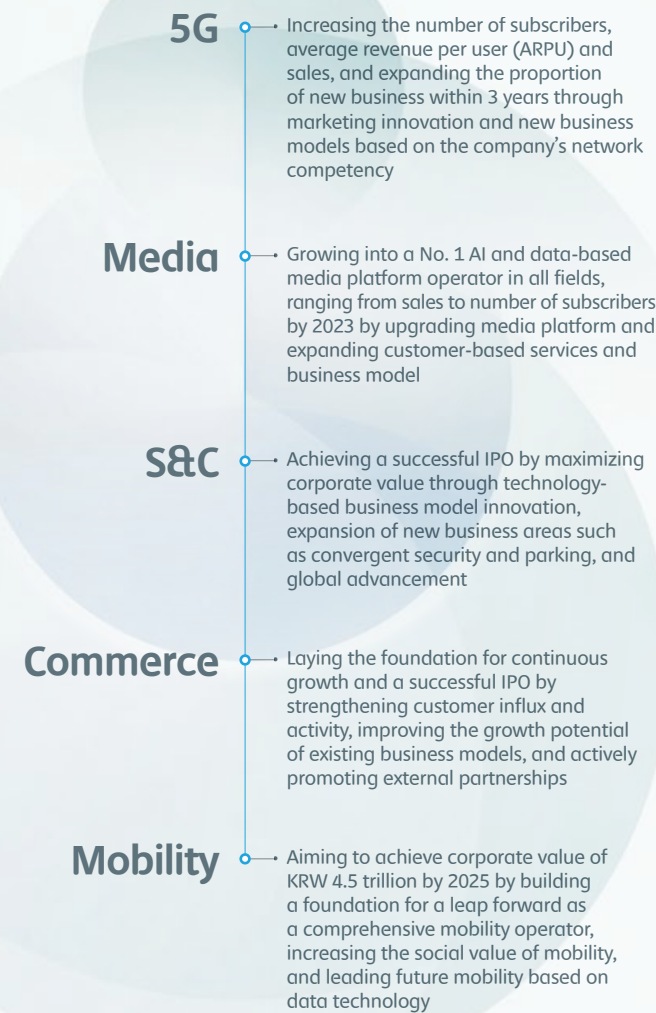 5G
Increasing the number of subscribers,
average revenue per user (ARPU) and
sales, and expanding the proportion
of new business within 3 years through
marketing innovation and new business
models based on the company's network
competency
Media
Growing into a No. 1 AI and data-based
media platform operator in all fields,
ranging from sales to number of subscribers
by 2023 by upgrading media platform and
expanding customer-based services and
business model
S&C
Achieving a successful IPO by maximizing
corporate value through technology-
based business model innovation,
expansion of new business areas such
as convergent security and parking, and
global advancement
Commerce
Laying the foundation for continuous
growth and a successful IPO by
strengthening customer influx and
activity, improving the growth potential
of existing business models, and actively
promoting external partnerships
Mobility
Aiming to achieve corporate value of
KRW 4.5 trillion by 2025 by building
a foundation for a leap forward as
a comprehensive mobility operator,
increasing the social value of mobility,
and leading future mobility based on
data technology